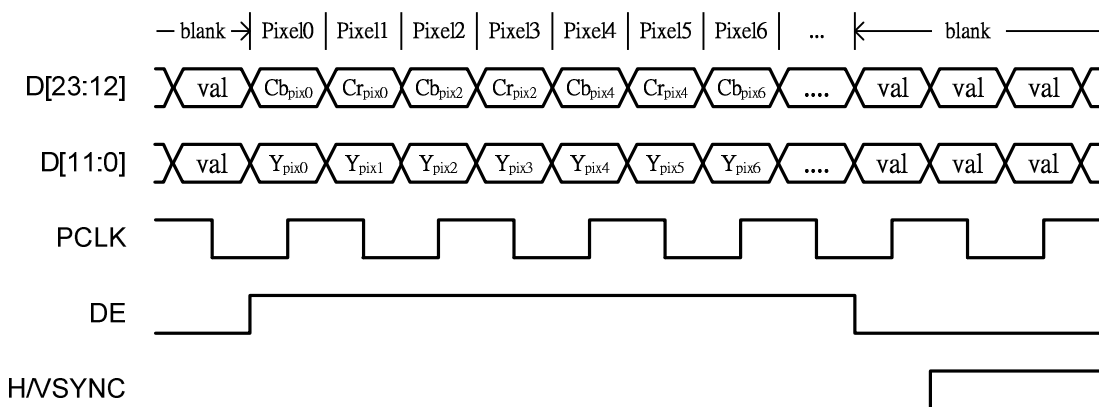 blank Pixel0 Pixel1 Pixel2 Pixel3 Pixel4 Pixel5 Pixel6 ... blank
D[23:12] val Cbpix0 Crpix0 Cbpix2 Crpix2 Cbpix4 Crpix4 Cbpix6 .... val val val
D[11:0] val Ypix0 Ypix1 Ypix2 Ypix3 Ypix4 Ypix5 Ypix6 .... val val val
PCLK
DE
H/VSYNC